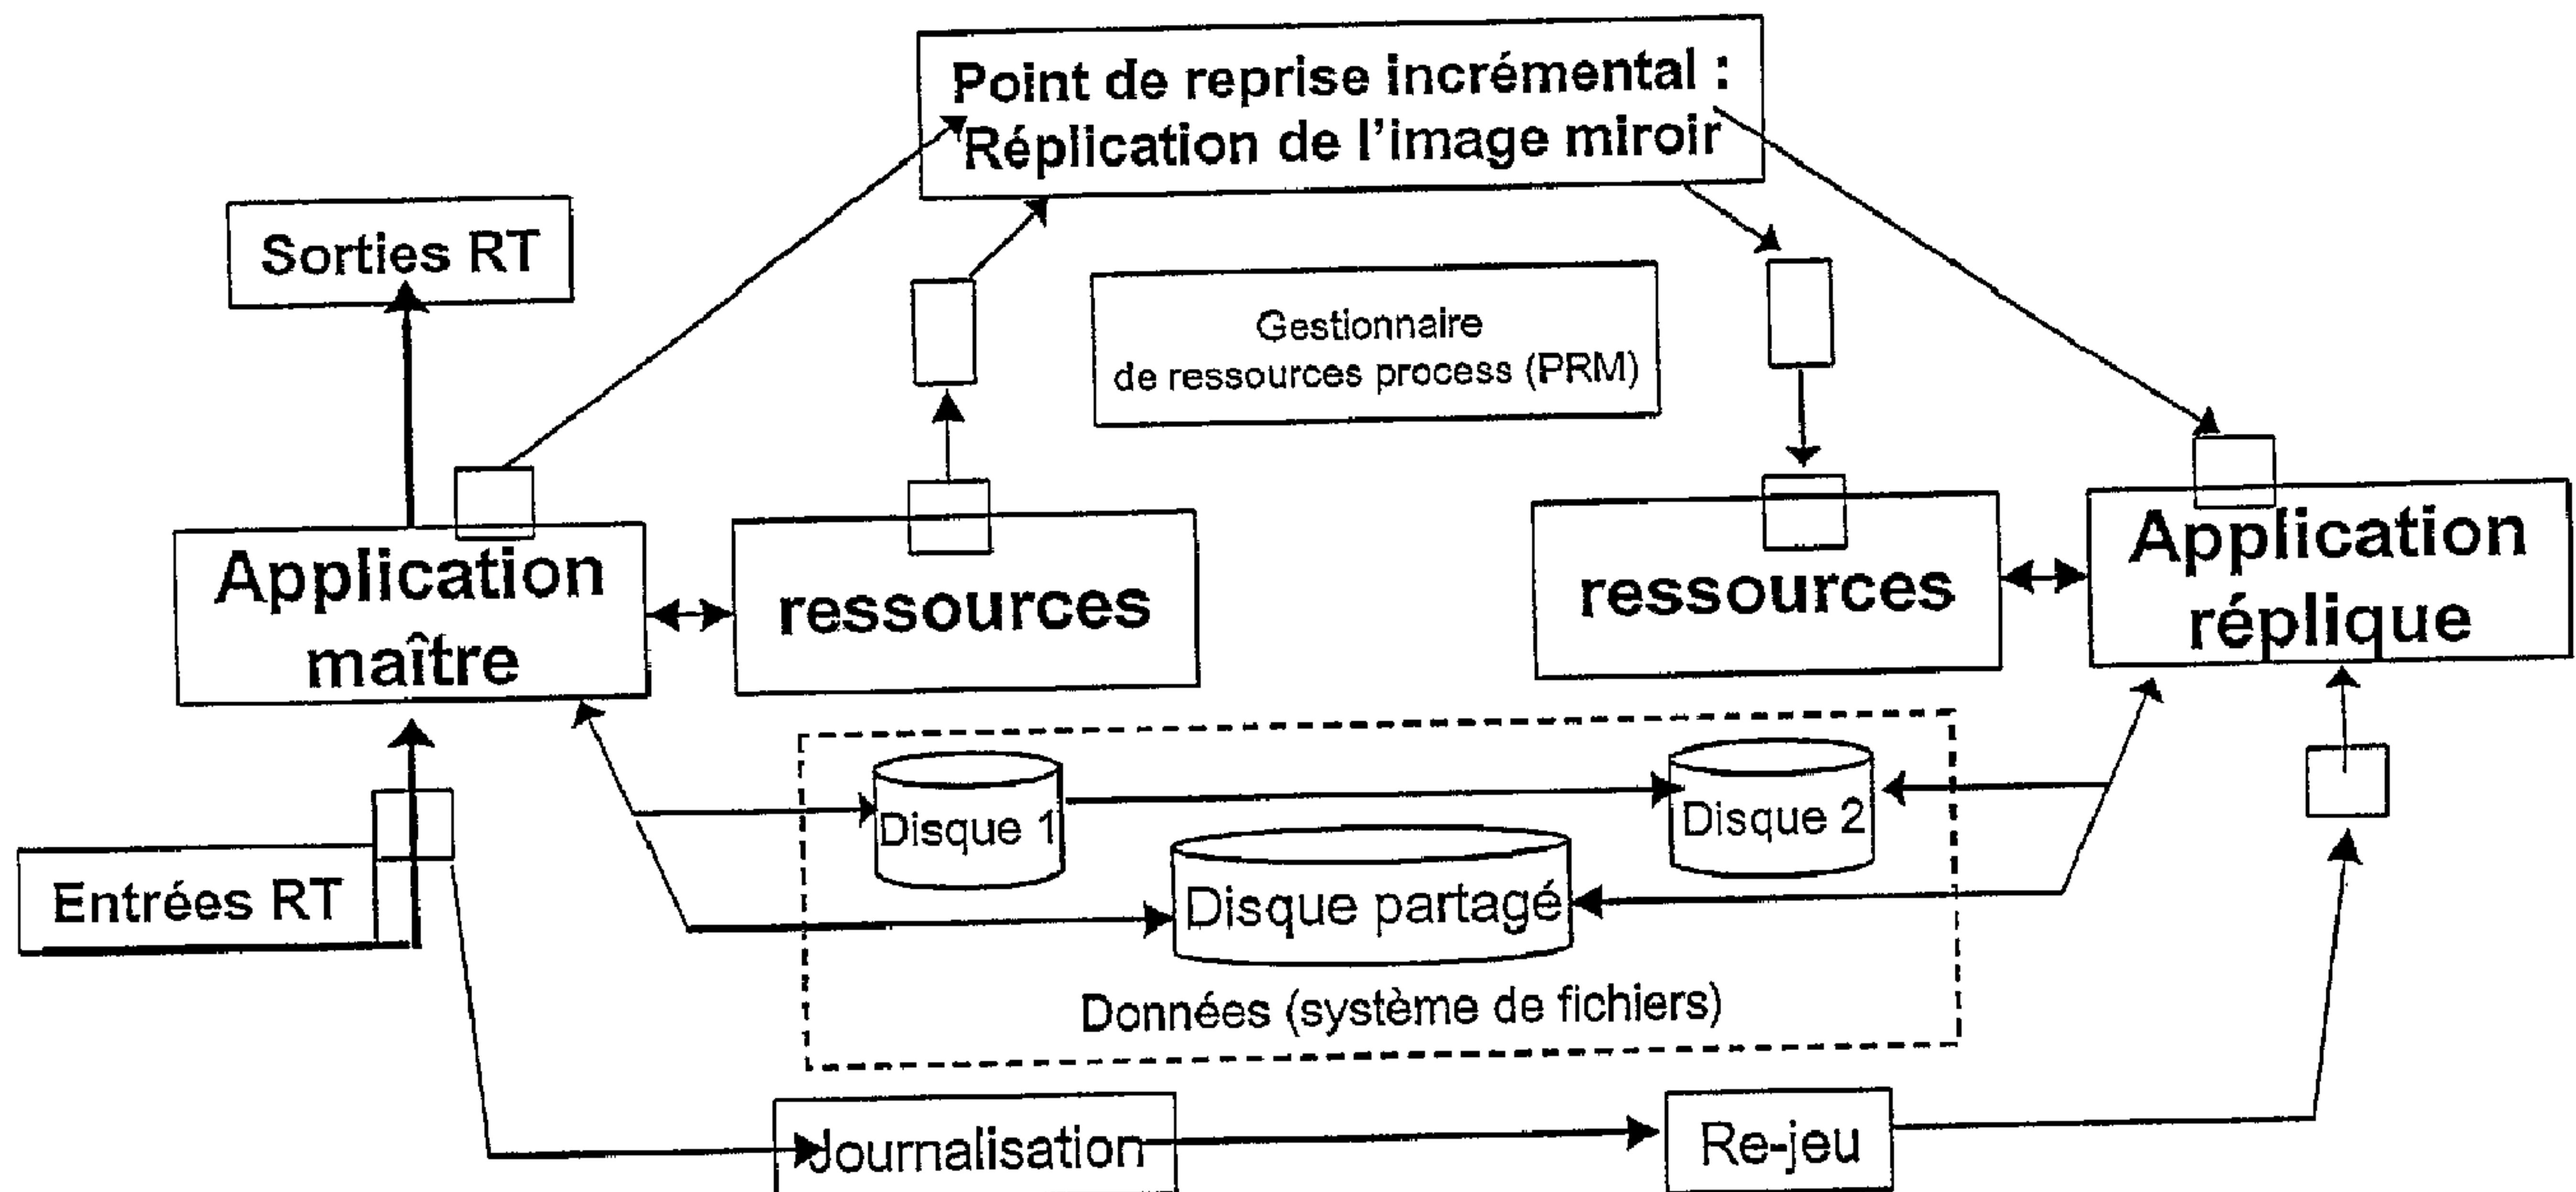 Point de reprise incrémental :
Réplication de l'image miroir
Sorties RT
Gestionnaire
de ressources process (PRM)
Application
maître
ressources
ressources
Application
réplique
Disque 1
Disque 2
Disque partagé
Entrées RT
Données (système de fichiers)
Journalisation
Re-jeu